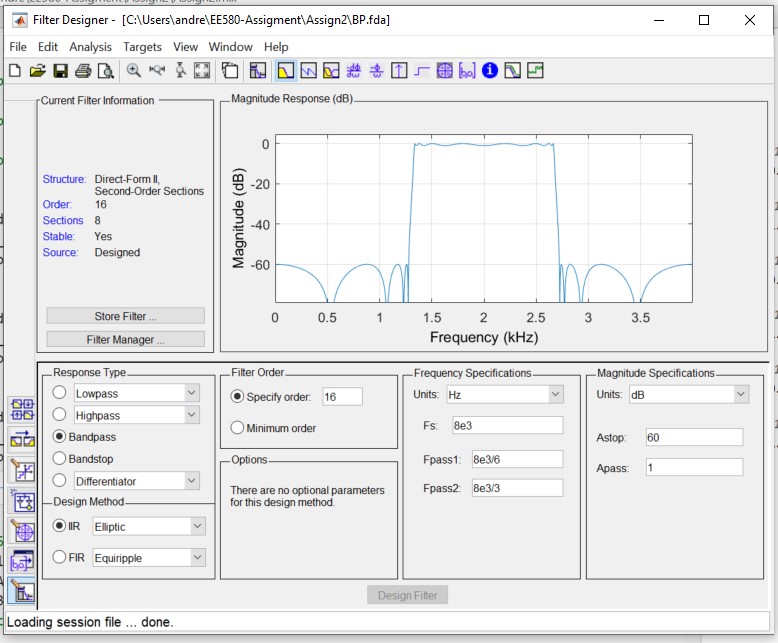 Filter Designer -  [C:\Users\andre\EE580-Assigment\Assign2\BP.fda]
File Edit Analysis Targets View Window Help
Current Filter Information
Structure: Direct-Form II,
Second-Order Sections
Order: 16
Sections 8
Stable: Yes
Source: Designed
Store Filter ...
Filter Manager ...
Magnitude Response (dB)
Magnitude (dB)
0
-20
-40
-60
0 0.5 1 1.5 2 2.5 3 3.5
Frequency (kHz)
Response Type
Lowpass
Highpass
Bandpass
Bandstop
Differentiator
Design Method
IIR Elliptic
FIR Equiripple
Filter Order
Specify order: 16
Minimum order
Options
There are no optional parameters
for this design method.
Frequency Specifications
Units: Hz
Fs: 8e3
Fpass1: 8e3/6
Fpass2: 8e3/3
Magnitude Specifications
Units: dB
Astop: 60
Apass: 1
Design Filter
Loading session file ... done.